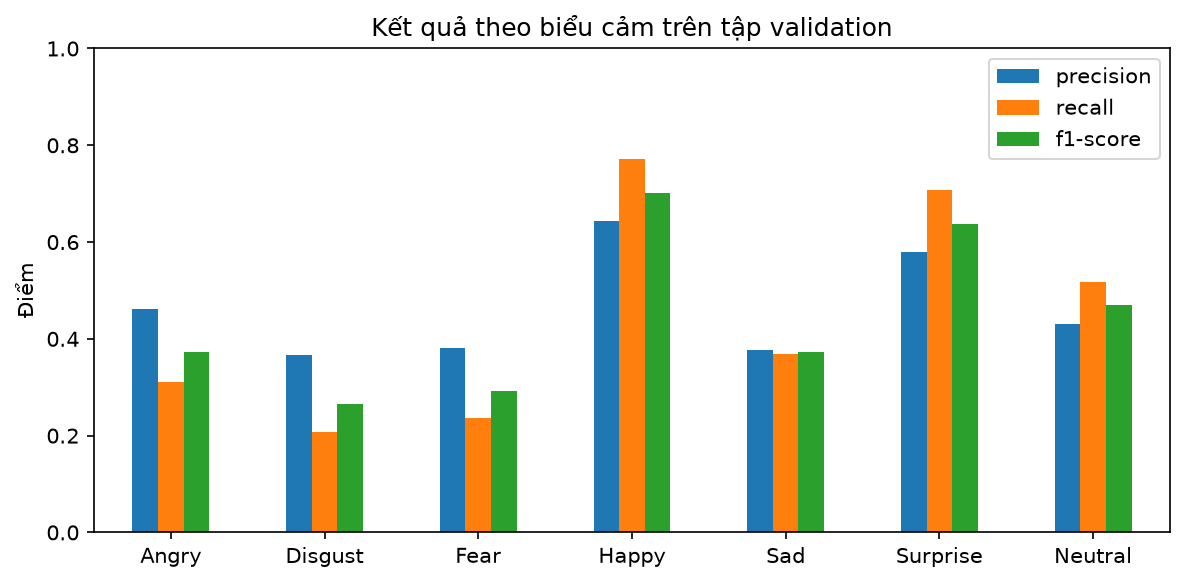 Kết quả theo biểu cảm trên tập validation
1.0
0.8
0.6
0.4
0.2
0.0
Điểm
precision
recall
f1-score
Angry Disgust Fear Happy Sad Surprise Neutral